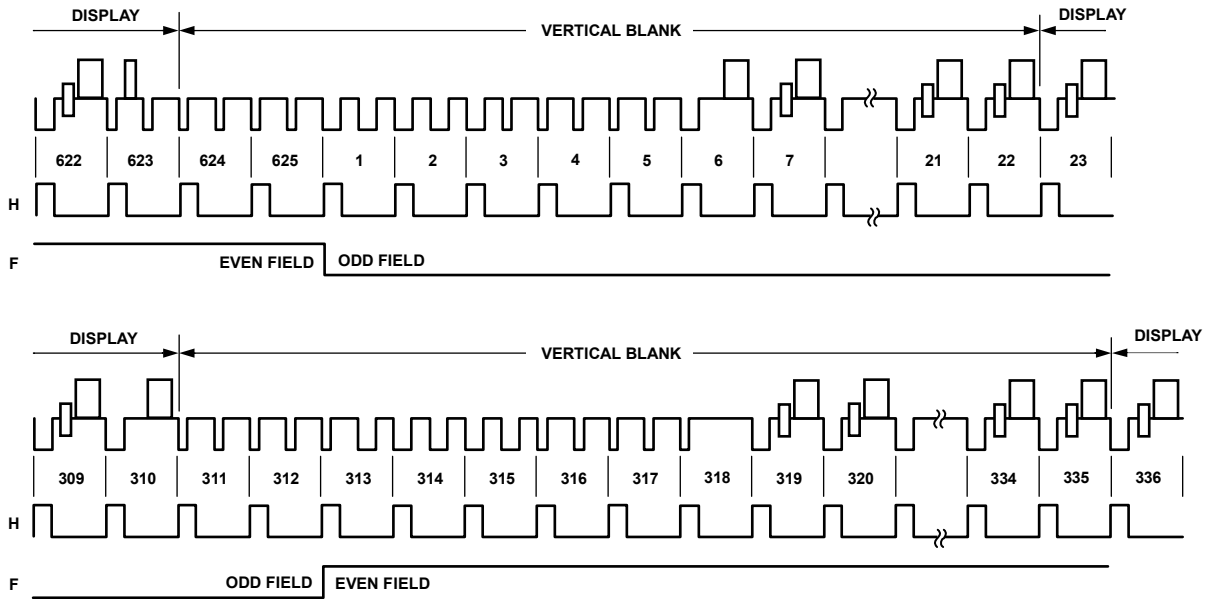 DISPLAY VERTICAL BLANK DISPLAY
622 623 624 625 1 2 3 4 5 6 7 21 22 23
H
F EVEN FIELD ODD FIELD
DISPLAY VERTICAL BLANK DISPLAY
309 310 311 312 313 314 315 316 317 318 319 320 334 335 336
H
F ODD FIELD EVEN FIELD